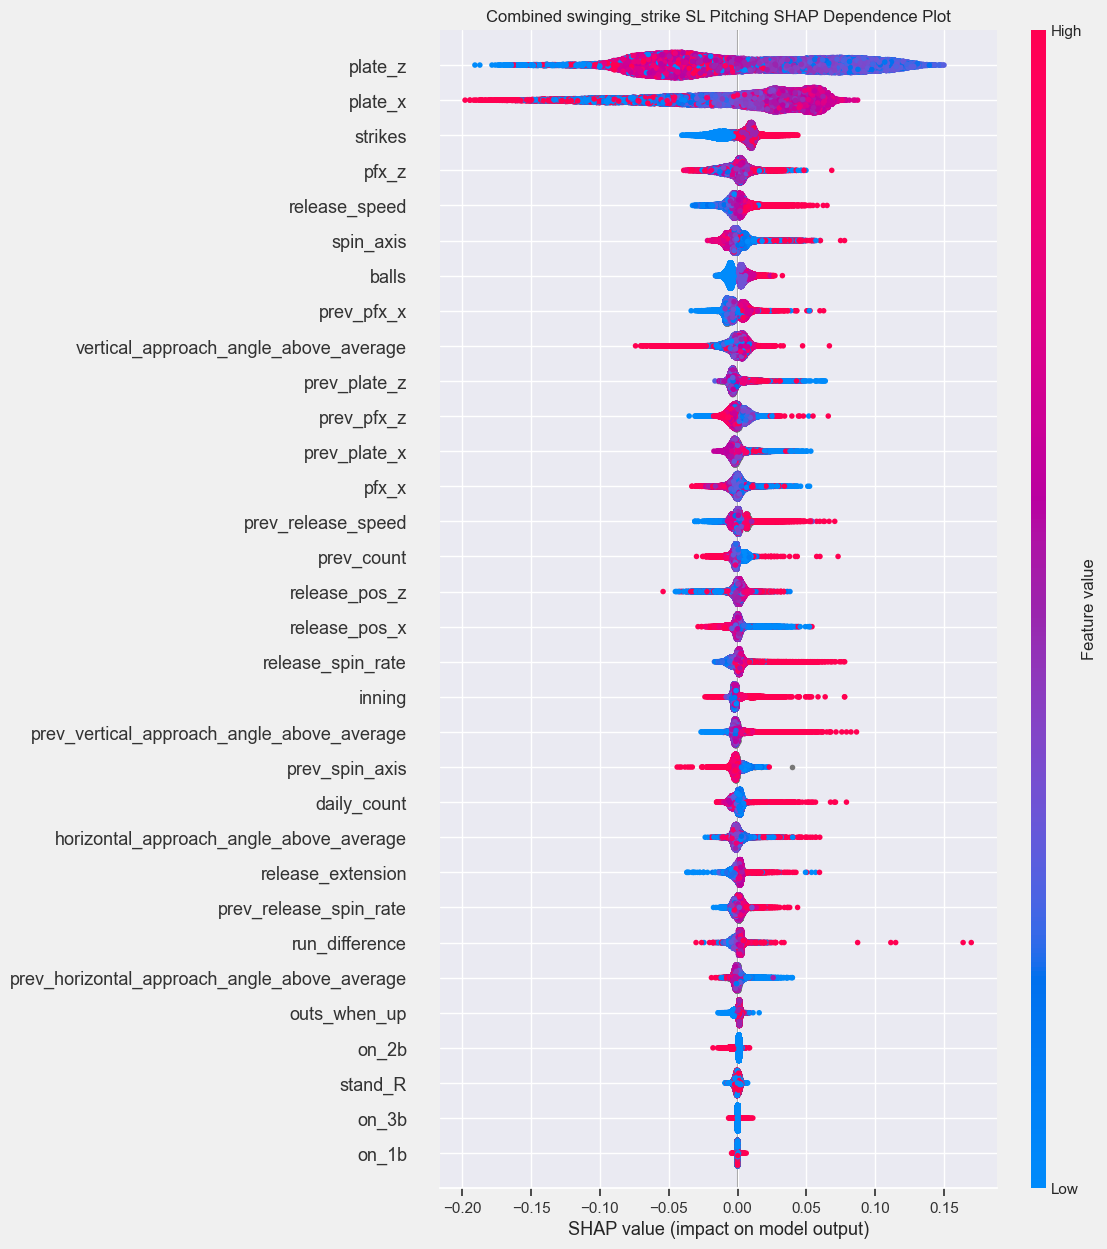 Combined swinging_strike SL Pitching SHAP Dependence Plot
High
plate_z
plate_x
strikes
pfx_z
release_speed
spin_axis
balls
prev_pfx_x
vertical_approach_angle_above_average
prev_plate_z
prev_pfx_z
prev_plate_x
pfx_x
prev_release_speed
prev_count
release_pos_z
release_pos_x
release_spin_rate
inning
prev_vertical_approach_angle_above_average
prev_spin_axis
daily_count
horizontal_approach_angle_above_average
release_extension
prev_release_spin_rate
run_difference
prev_horizontal_approach_angle_above_average
outs_when_up
on_2b
stand_R
on_3b
on_1b
Feature value
Low
−0.20 −0.15 −0.10 −0.05 0.00 0.05 0.10 0.15
SHAP value (impact on model output)